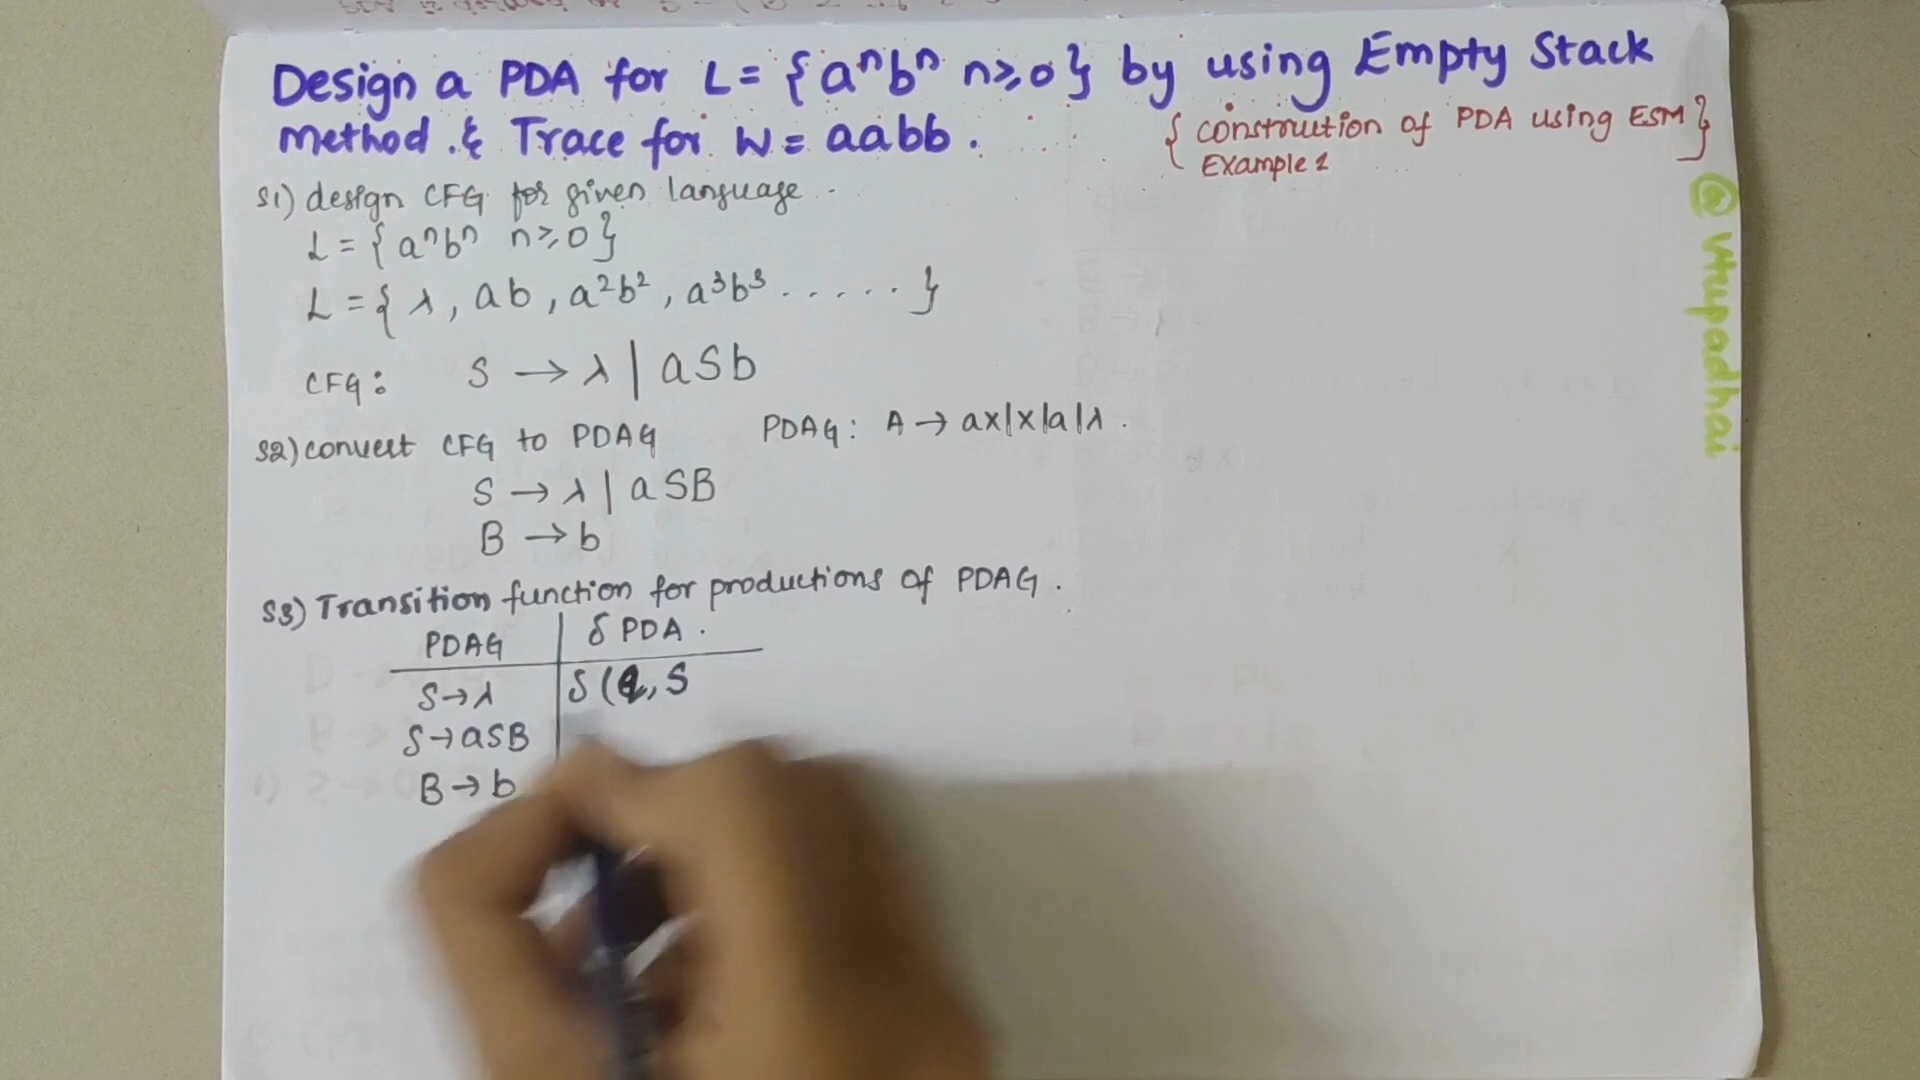 Design a PDA for L = {aⁿbⁿ n≥0} by using Empty Stack
Method. & Trace for W = aabb.
{ construction of PDA using ESM }
Example 1
S1) design CFG for given language.
L = {aⁿbⁿ n≥0}
L = {λ, ab, a²b², a³b³ . . . . . }
CFG: S → λ | aSb
S2) convert CFG to PDAG PDAG: A → ax|x|a|λ.
S → λ | aSB
B → b
S3) Transition function for productions of PDAG.
PDAG | δ PDA.
S→λ | δ(q, S
S→aSB
B→b
@ Vtupadhai